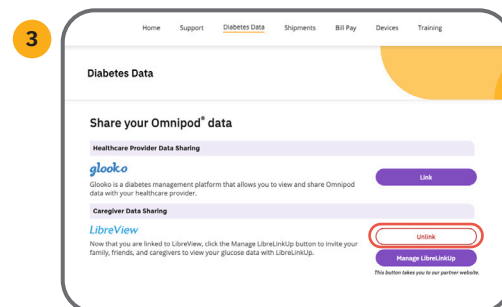 3
Home Support Diabetes Data Shipments Bill Pay Devices Training
Diabetes Data
Share your Omnipod® data
Healthcare Provider Data Sharing
glooko
Glooko is a diabetes management platform that allows you to view and share Omnipod
data with your healthcare provider.
Link
Caregiver Data Sharing
LibreView
Now that you are linked to LibreView, click the Manage LibreLinkUp button to invite your
family, friends, and caregivers to view your glucose data with LibreLinkUp.
Unlink
Manage LibreLinkUp
This button takes you to our partner website.